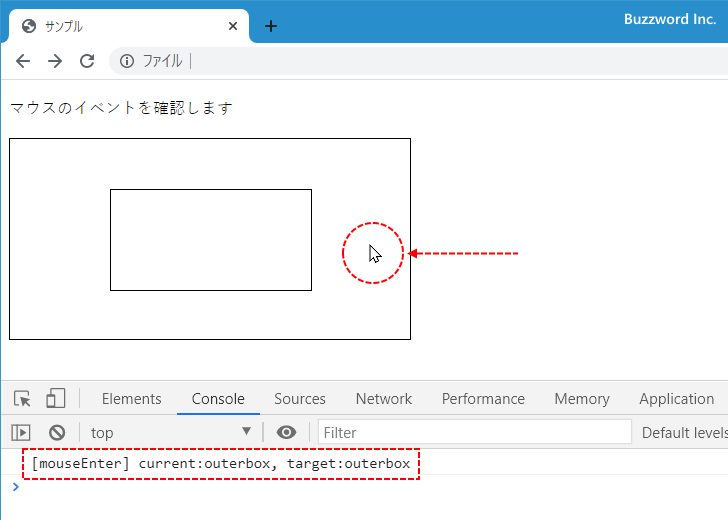 サンプル
Buzzword Inc.
ファイル
マウスのイベントを確認します
Elements Console Sources Network Performance Memory Application
top Filter Default levels
[mouseEnter] current:outerbox, target:outerbox